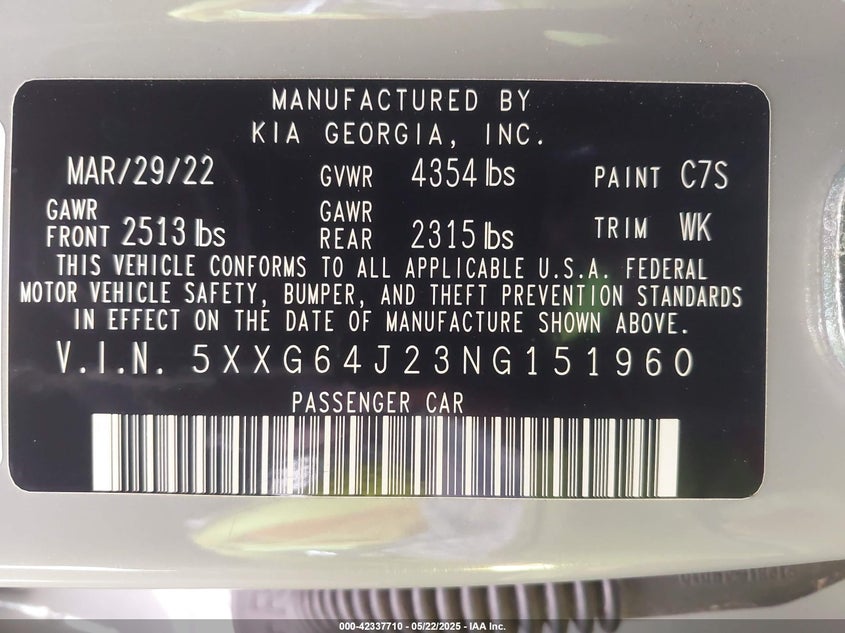 MANUFACTURED BY
KIA GEORGIA, INC.
MAR/29/22 GVWR 4354 lbs PAINT C7S
GAWR FRONT 2513 lbs GAWR REAR 2315 lbs TRIM WK
THIS VEHICLE CONFORMS TO ALL APPLICABLE U.S.A. FEDERAL
MOTOR VEHICLE SAFETY, BUMPER, AND THEFT PREVENTION STANDARDS
IN EFFECT ON THE DATE OF MANUFACTURE SHOWN ABOVE.
V.I.N. 5XXG64J23NG151960
PASSENGER CAR
000-42337710 — 05/22/2025 — IAA Inc.